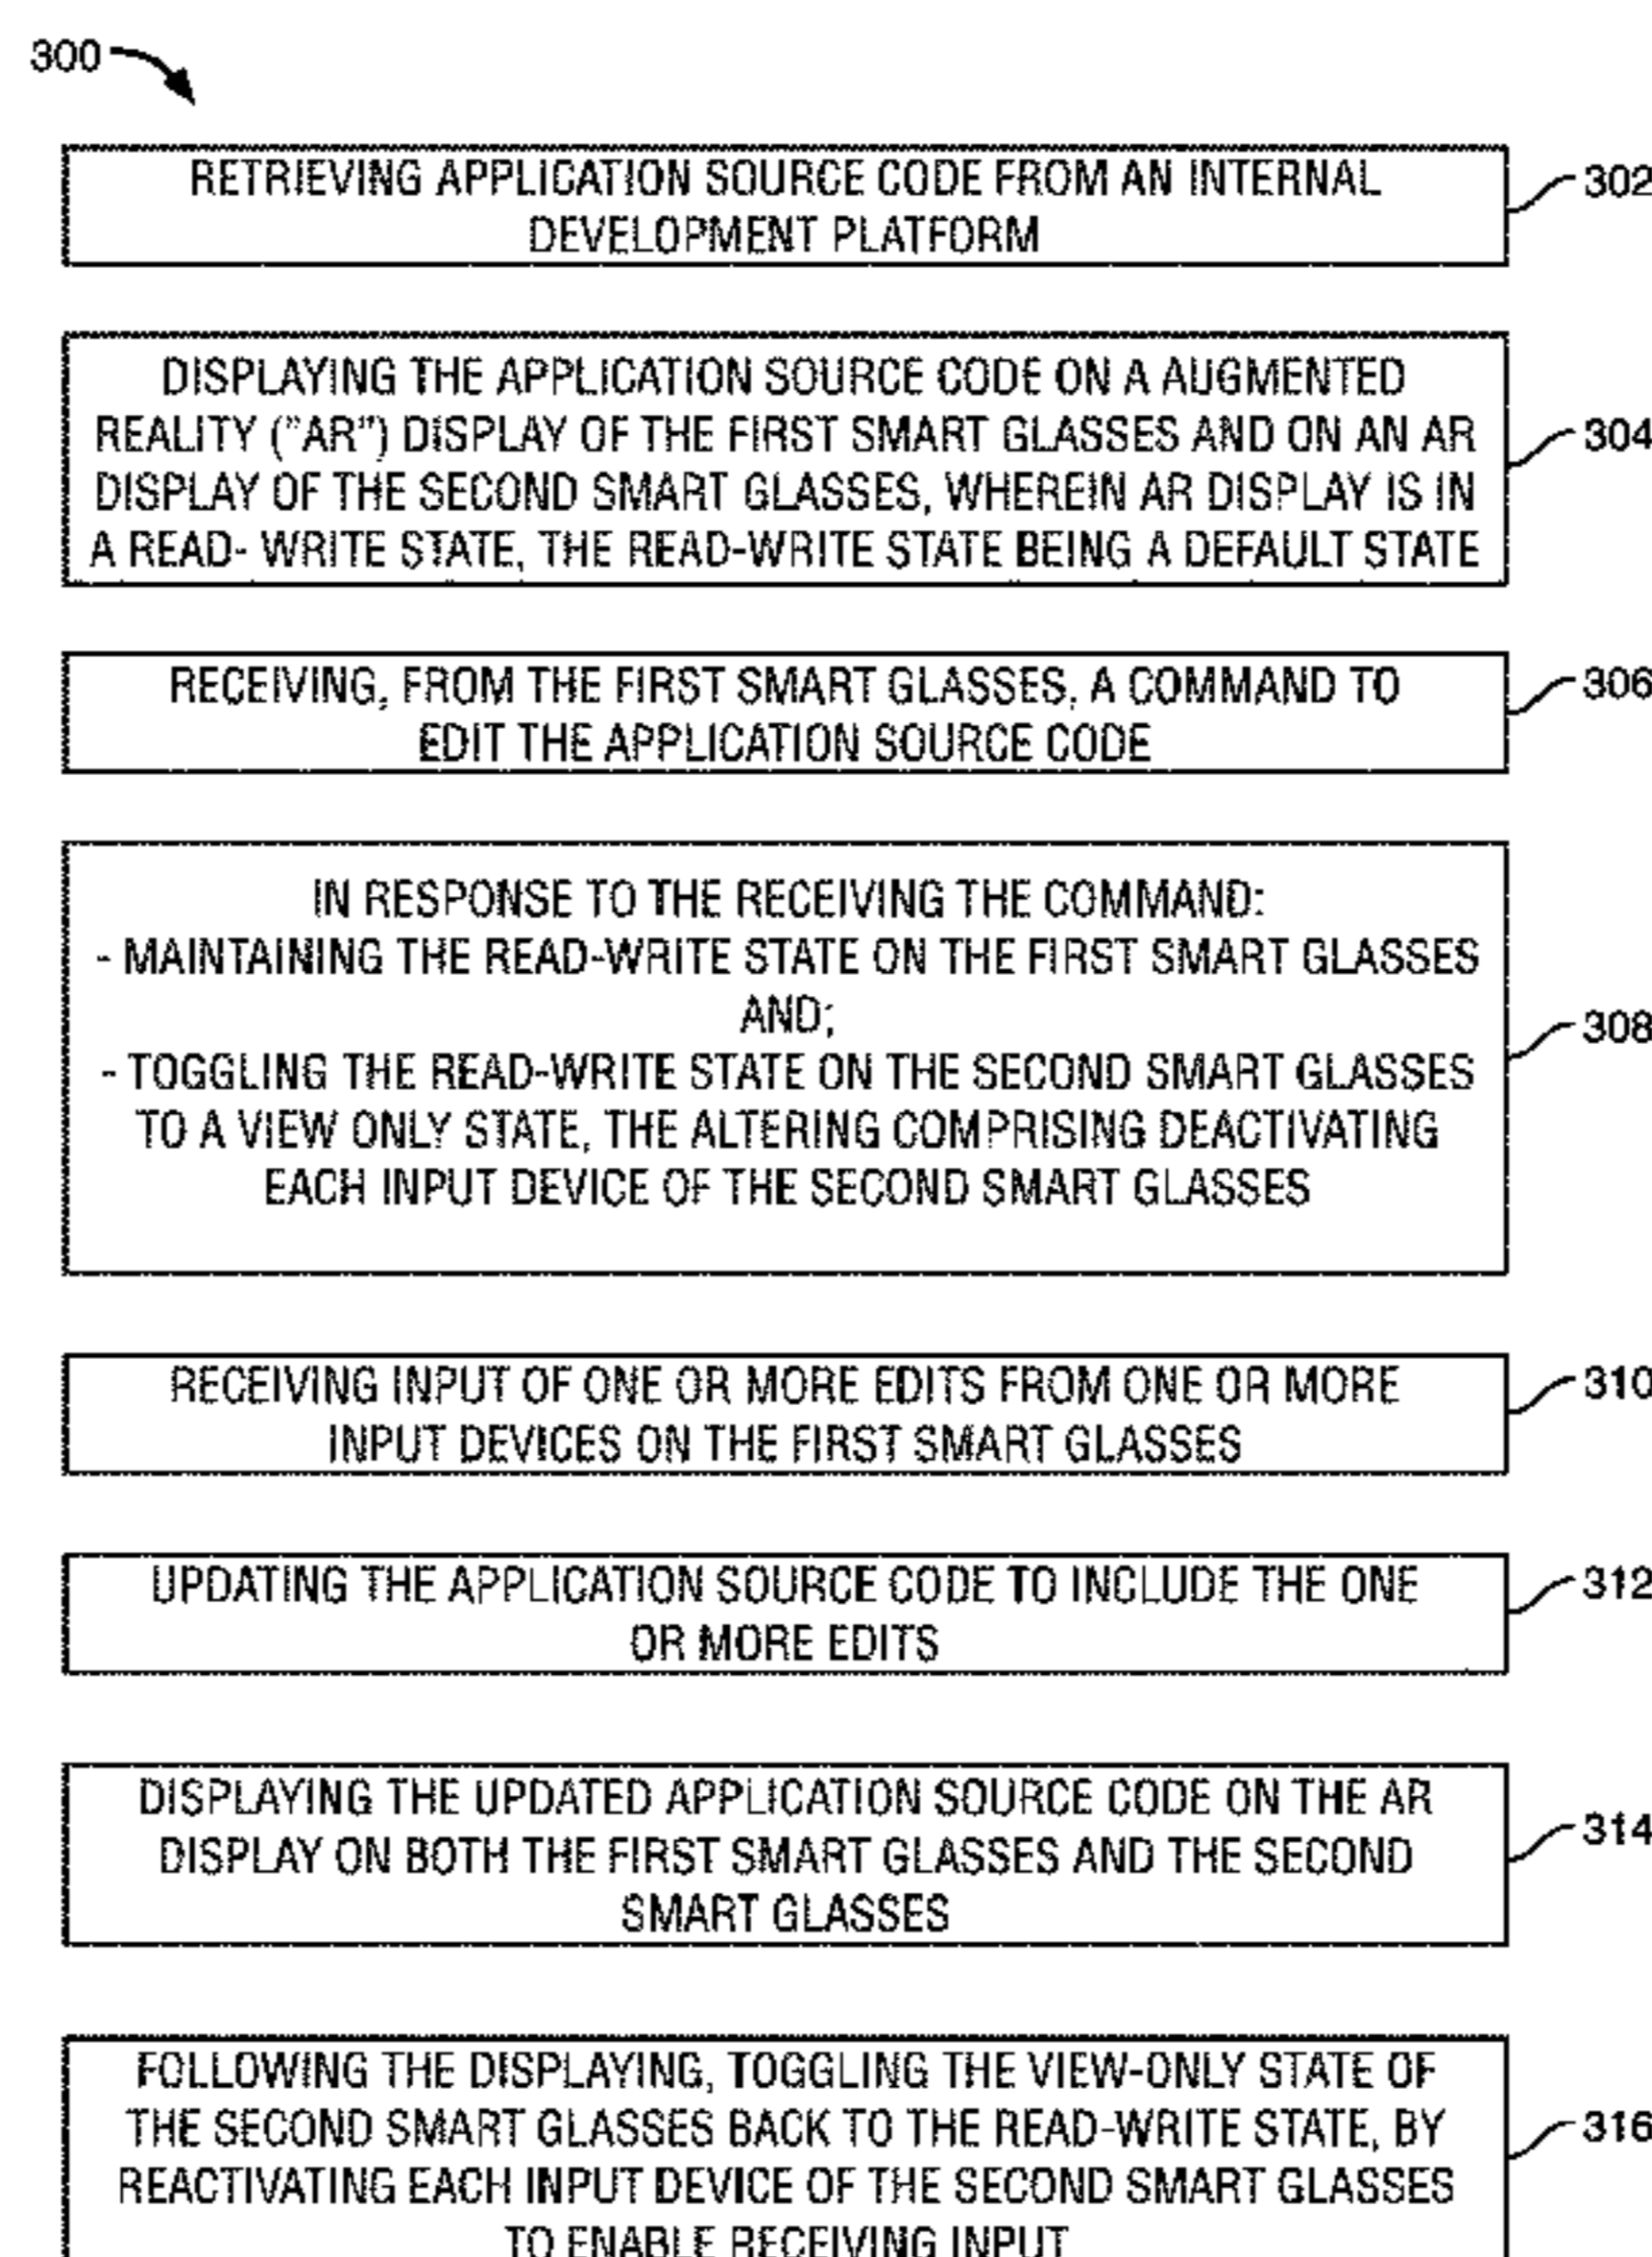 300
RETRIEVING APPLICATION SOURCE CODE FROM AN INTERNAL
DEVELOPMENT PLATFORM
302
DISPLAYING THE APPLICATION SOURCE CODE ON A AUGMENTED
REALITY ("AR") DISPLAY OF THE FIRST SMART GLASSES AND ON AN AR
DISPLAY OF THE SECOND SMART GLASSES, WHEREIN AR DISPLAY IS IN
A READ- WRITE STATE, THE READ-WRITE STATE BEING A DEFAULT STATE
304
RECEIVING, FROM THE FIRST SMART GLASSES, A COMMAND TO
EDIT THE APPLICATION SOURCE CODE
306
IN RESPONSE TO THE RECEIVING THE COMMAND:
- MAINTAINING THE READ-WRITE STATE ON THE FIRST SMART GLASSES
AND;
- TOGGLING THE READ-WRITE STATE ON THE SECOND SMART GLASSES
TO A VIEW ONLY STATE, THE ALTERING COMPRISING DEACTIVATING
EACH INPUT DEVICE OF THE SECOND SMART GLASSES
308
RECEIVING INPUT OF ONE OR MORE EDITS FROM ONE OR MORE
INPUT DEVICES ON THE FIRST SMART GLASSES
310
UPDATING THE APPLICATION SOURCE CODE TO INCLUDE THE ONE
OR MORE EDITS
312
DISPLAYING THE UPDATED APPLICATION SOURCE CODE ON THE AR
DISPLAY ON BOTH THE FIRST SMART GLASSES AND THE SECOND
SMART GLASSES
314
FOLLOWING THE DISPLAYING, TOGGLING THE VIEW-ONLY STATE OF
THE SECOND SMART GLASSES BACK TO THE READ-WRITE STATE, BY
REACTIVATING EACH INPUT DEVICE OF THE SECOND SMART GLASSES
TO ENABLE RECEIVING INPUT
316